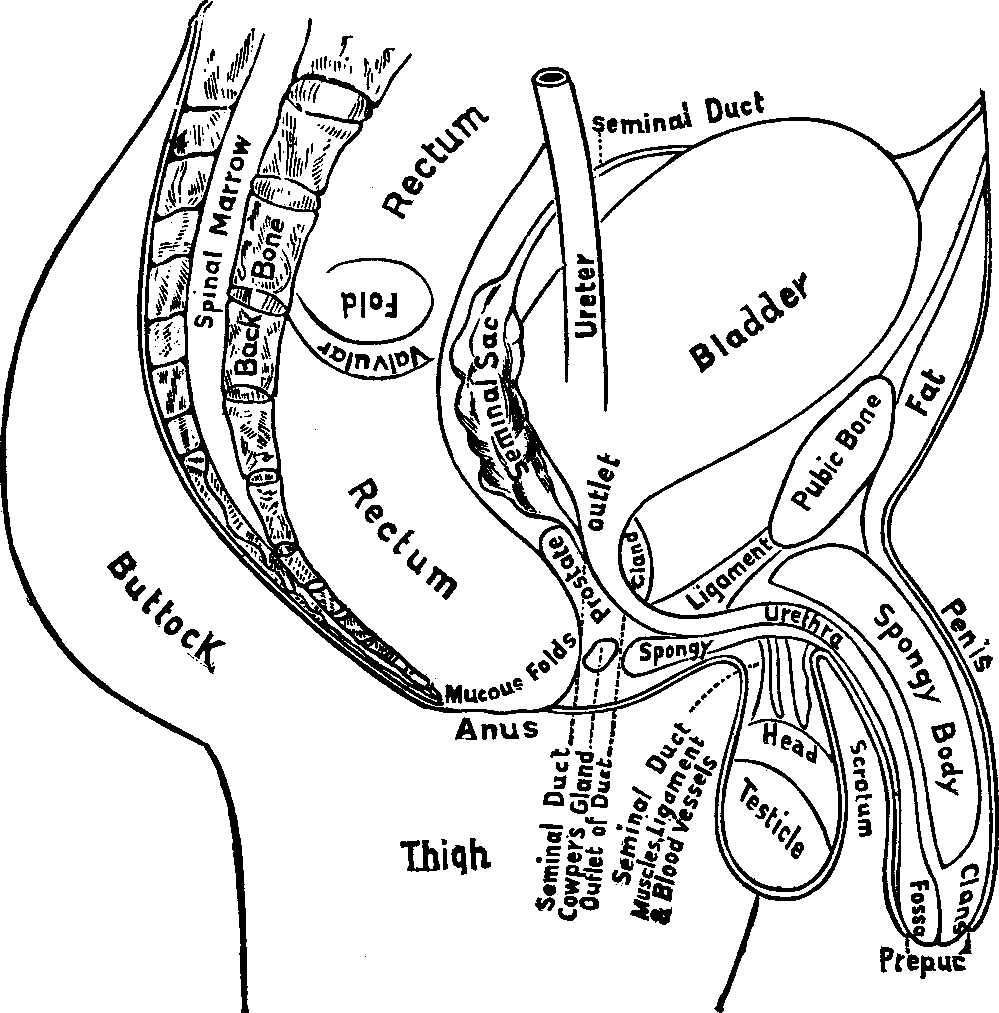 Seminal Duct
Rectum
Spinal Marrow
Back Bone
Fold
Valvular
Ureter
Bladder
Seminal Sac
Fat
Pubic Bone
Outlet
Rectum
Prostate
Gland
Ligament
Buttock
Urethra
Spongy Body
Penis
Mucous Folds
Spongy
Anus
Head
Scrotum
Testicle
Seminal Duct
Cowper's Gland
Outlet of Duct
Seminal Duct
Muscles, Ligament
& Blood Vessels
Thigh
Clans
Fossa
Prepuc